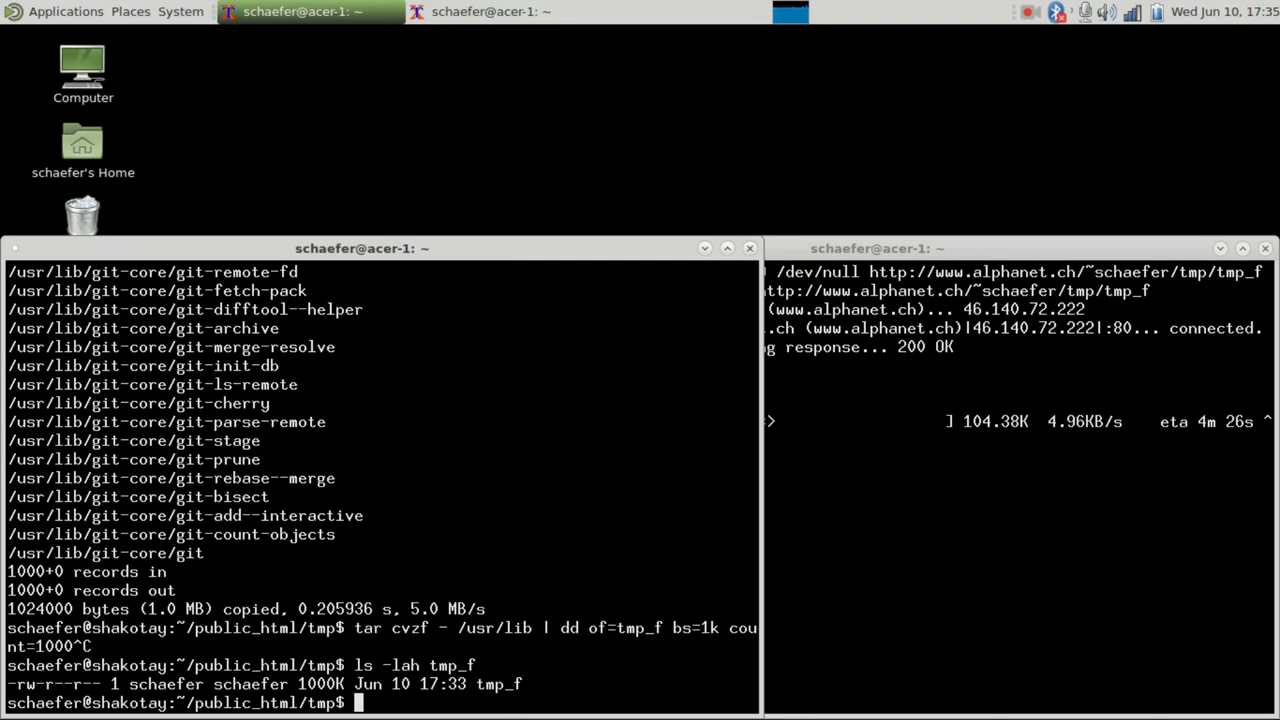 Applications Places System schaefer@acer-1: ~ schaefer@acer-1: ~ Wed Jun 10, 17:35
Computer
schaefer's Home
schaefer@acer-1: ~
/usr/lib/git-core/git-remote-fd
/usr/lib/git-core/git-fetch-pack
/usr/lib/git-core/git-difftool--helper
/usr/lib/git-core/git-archive
/usr/lib/git-core/git-merge-resolve
/usr/lib/git-core/git-init-db
/usr/lib/git-core/git-ls-remote
/usr/lib/git-core/git-cherry
/usr/lib/git-core/git-parse-remote
/usr/lib/git-core/git-stage
/usr/lib/git-core/git-prune
/usr/lib/git-core/git-rebase--merge
/usr/lib/git-core/git-bisect
/usr/lib/git-core/git-add--interactive
/usr/lib/git-core/git-count-objects
/usr/lib/git-core/git
1000+0 records in
1000+0 records out
1024000 bytes (1.0 MB) copied, 0.205936 s, 5.0 MB/s
schaefer@shakotay:~/public_html/tmp$ tar cvzf - /usr/lib | dd of=tmp_f bs=1k cou
nt=1000^C
schaefer@shakotay:~/public_html/tmp$ ls -lah tmp_f
-rw-r--r-- 1 schaefer schaefer 1000K Jun 10 17:33 tmp_f
schaefer@shakotay:~/public_html/tmp$
schaefer@acer-1: ~
/dev/null http://www.alphanet.ch/~schaefer/tmp/tmp_f
ttp://www.alphanet.ch/~schaefer/tmp/tmp_f
(www.alphanet.ch)... 46.140.72.222
.ch (www.alphanet.ch)|46.140.72.222|:80... connected.
g response... 200 OK
> ] 104.38K 4.96KB/s eta 4m 26s ^